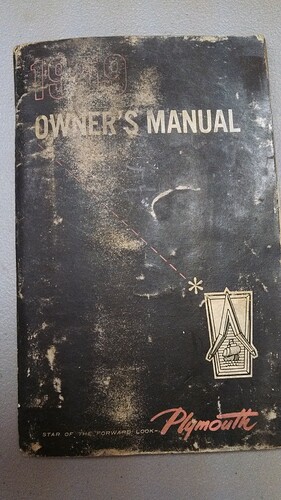 OWNER'S MANUAL
STAR OF THE FORWARD LOOK Plymouth